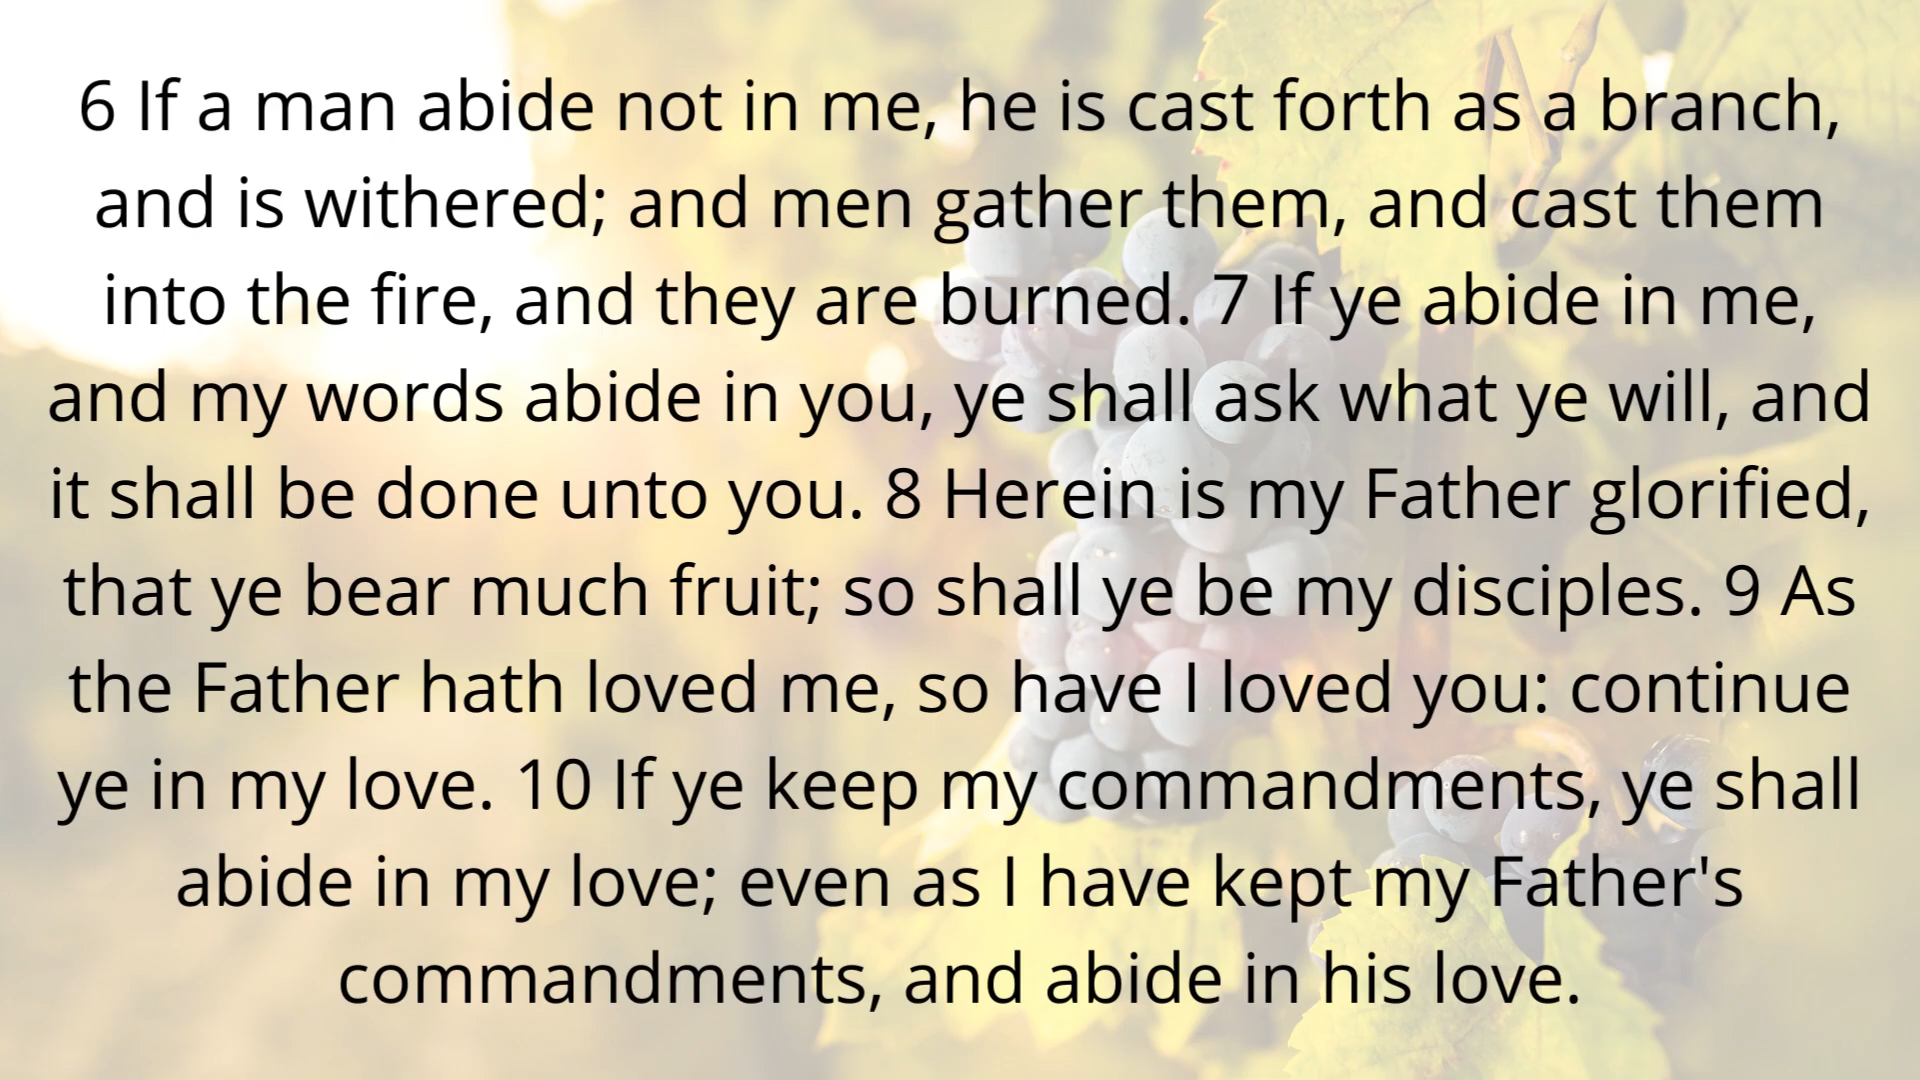 6 If a man abide not in me, he is cast forth as a branch,
and is withered; and men gather them, and cast them
into the fire, and they are burned. 7 If ye abide in me,
and my words abide in you, ye shall ask what ye will, and
it shall be done unto you. 8 Herein is my Father glorified,
that ye bear much fruit; so shall ye be my disciples. 9 As
the Father hath loved me, so have I loved you: continue
ye in my love. 10 If ye keep my commandments, ye shall
abide in my love; even as I have kept my Father's
commandments, and abide in his love.